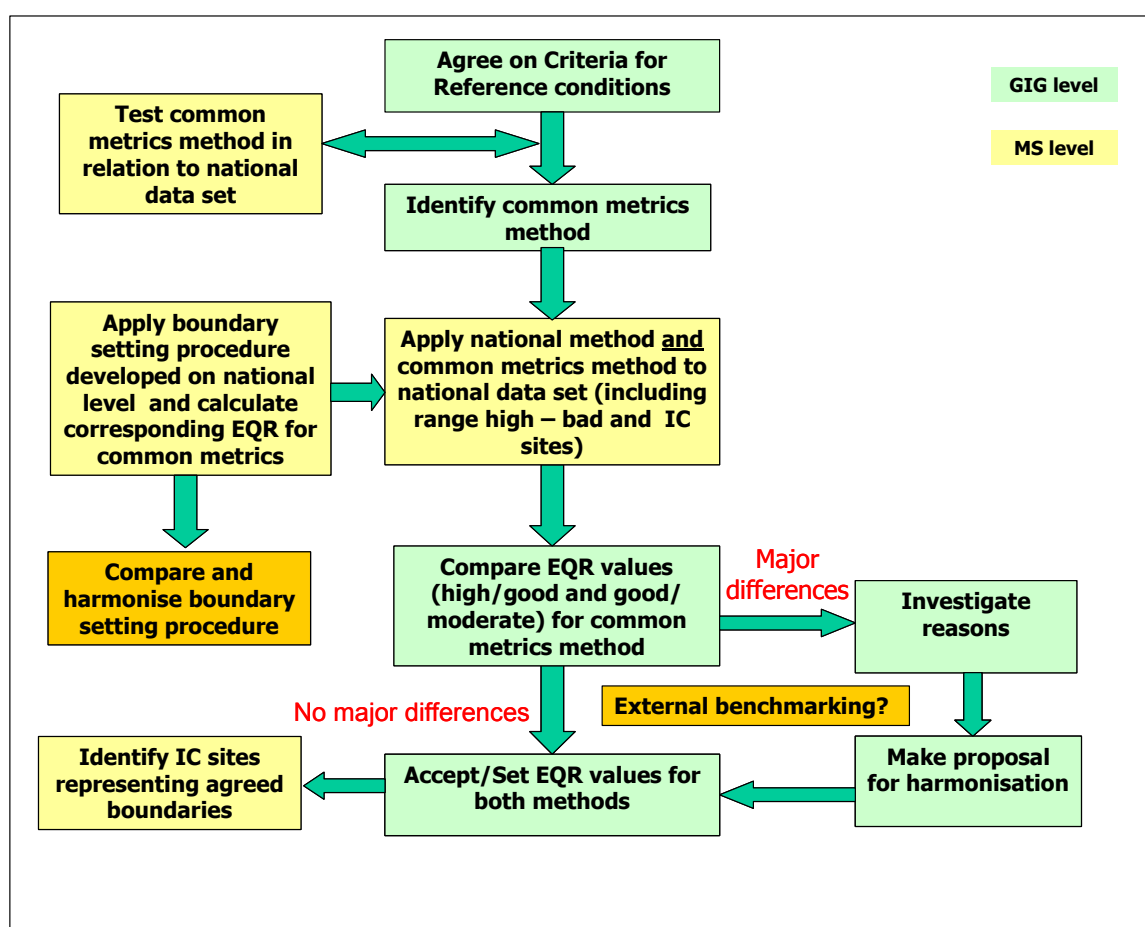 Agree on Criteria for
Reference conditions
GIG level
MS level
Test common
metrics method in
relation to national
data set
Identify common metrics
method
Apply boundary
setting procedure
developed on national
level and calculate
corresponding EQR for
common metrics
Apply national method and
common metrics method to
national data set (including
range high – bad and IC
sites)
Compare and
harmonise boundary
setting procedure
Compare EQR values
(high/good and good/
moderate) for common
metrics method
Major
differences
Investigate
reasons
No major differences
External benchmarking?
Identify IC sites
representing agreed
boundaries
Accept/Set EQR values for
both methods
Make proposal
for harmonisation